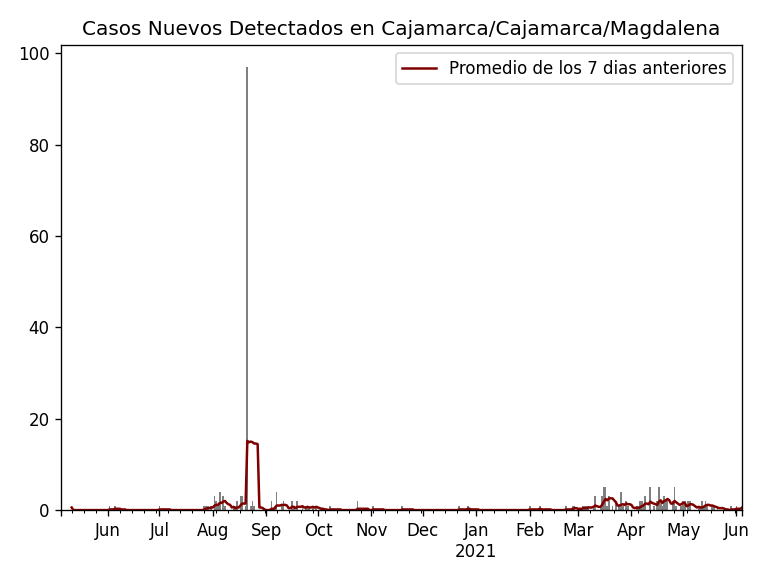 Casos Nuevos Detectados en Cajamarca/Cajamarca/Magdalena
Promedio de los 7 dias anteriores
100
80
60
40
20
0
Jun Jul Aug Sep Oct Nov Dec Jan Feb Mar Apr May Jun
2021